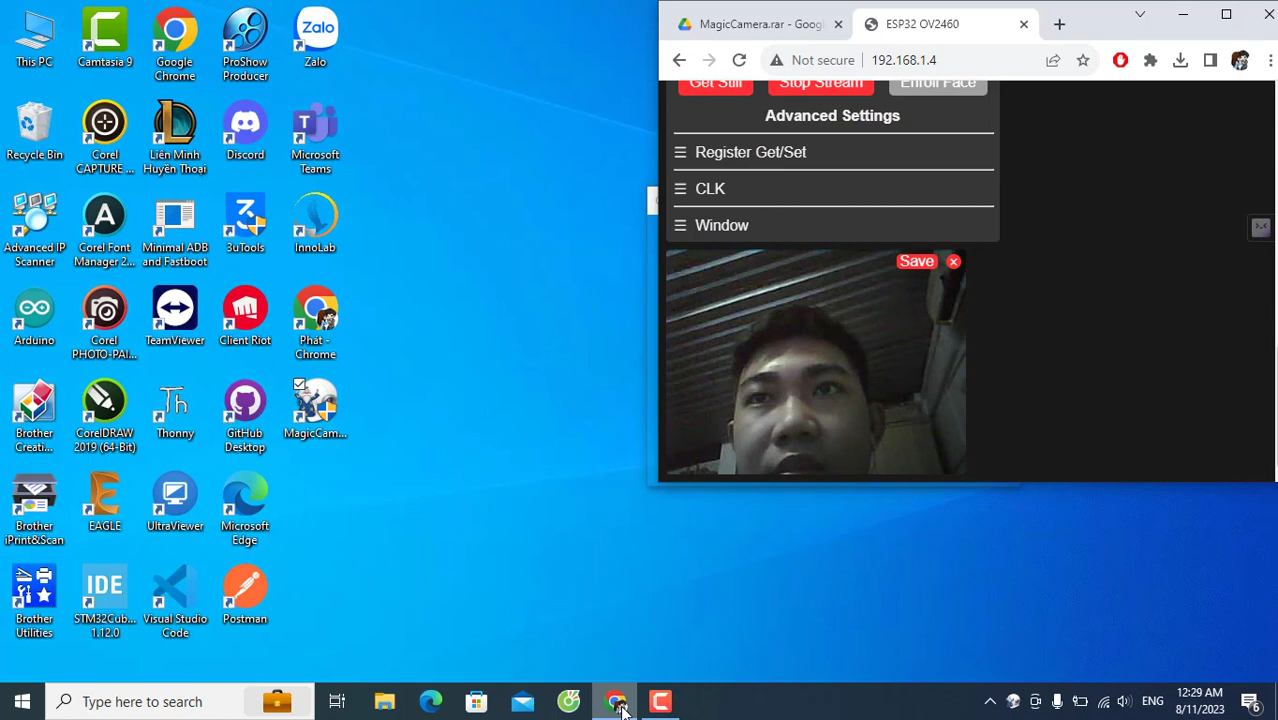 This PC
Camtasia 9
Google
Chrome
ProShow
Producer
Zalo
Zalo
Recycle Bin
Corel
CAPTURE ...
Liên Minh
Huyền Thoại
Discord
Microsoft
Teams
Advanced IP
Scanner
Corel Font
Manager 2...
Minimal ADB
and Fastboot
3uTools
InnoLab
Arduino
Corel
PHOTO-PAI...
TeamViewer
Client Riot
Phat -
Chrome
Brother
Creati...
CorelDRAW
2019 (64-Bit)
Th
Thonny
GitHub
Desktop
MagicCam...
Brother
iPrint&Scan
EAGLE
UltraViewer
Microsoft
Edge
Brother
Utilities
IDE
STM32Cub...
1.12.0
Visual Studio
Code
Postman
MagicCamera.rar - Goog
ESP32 OV2460
Not secure
192.168.1.4
Get Still
Stop Stream
Enroll Face
Advanced Settings
☰ Register Get/Set
☰ CLK
☰ Window
Save ×
Type here to search
ENG
12:29 AM
8/11/2023
6